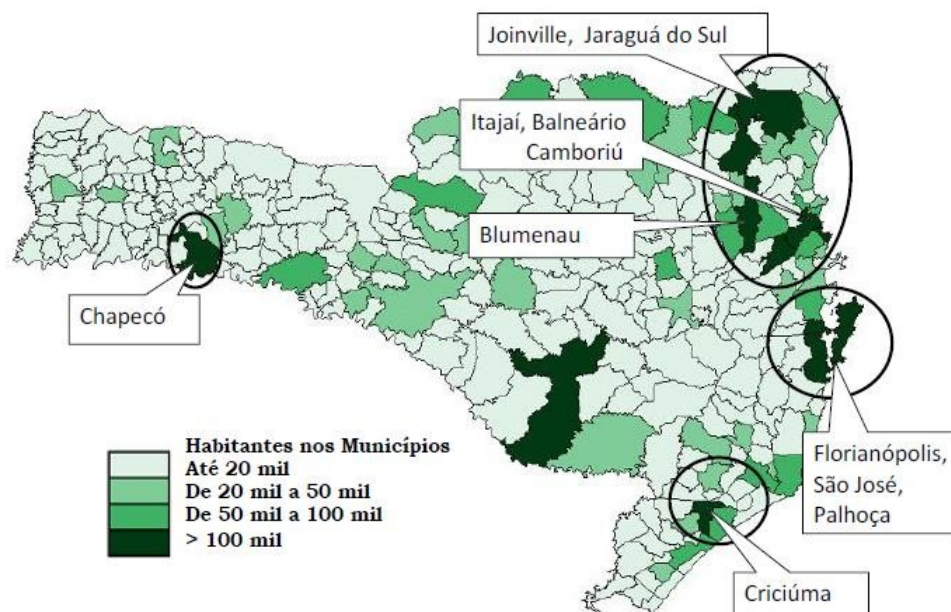 Joinville, Jaraguá do Sul
Itajaí, Balneário
Camboriú
Blumenau
Chapecó
Habitantes nos Municípios
Até 20 mil
De 20 mil a 50 mil
De 50 mil a 100 mil
> 100 mil
Florianópolis,
São José,
Palhoça
Criciúma